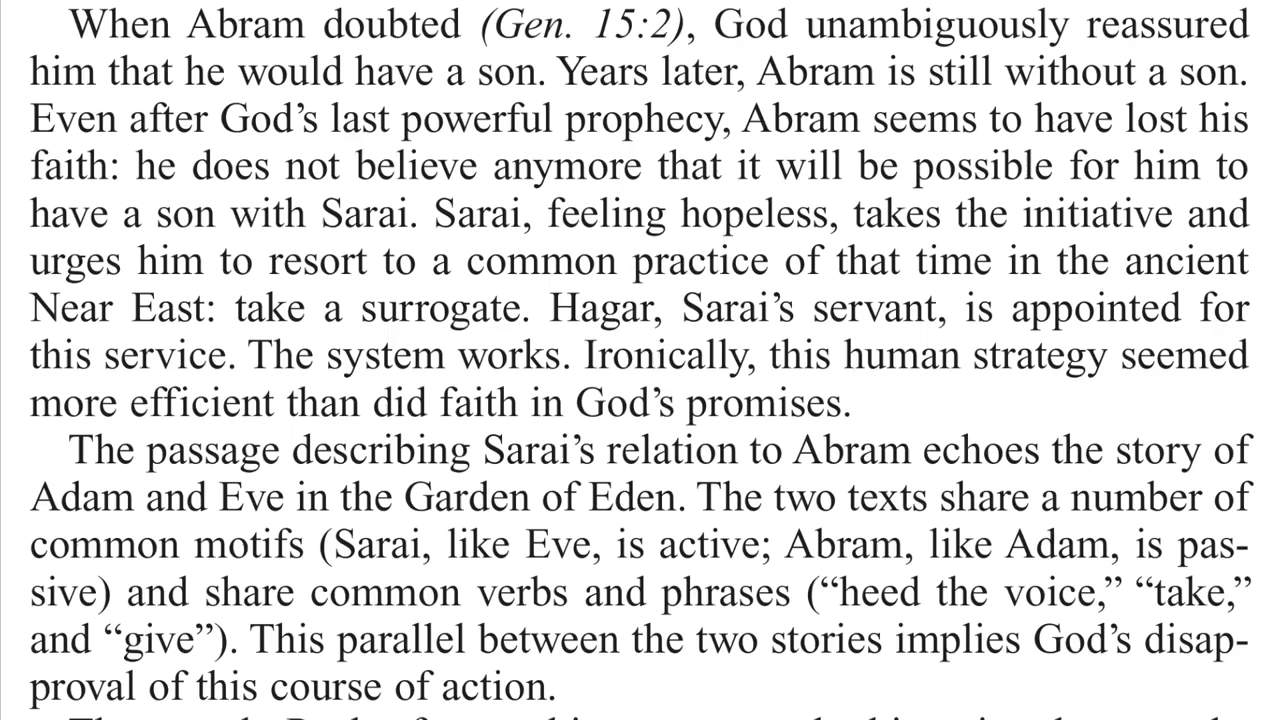 When Abram doubted (Gen. 15:2), God unambiguously reassured
him that he would have a son. Years later, Abram is still without a son.
Even after God’s last powerful prophecy, Abram seems to have lost his
faith: he does not believe anymore that it will be possible for him to
have a son with Sarai. Sarai, feeling hopeless, takes the initiative and
urges him to resort to a common practice of that time in the ancient
Near East: take a surrogate. Hagar, Sarai’s servant, is appointed for
this service. The system works. Ironically, this human strategy seemed
more efficient than did faith in God’s promises.
The passage describing Sarai’s relation to Abram echoes the story of
Adam and Eve in the Garden of Eden. The two texts share a number of
common motifs (Sarai, like Eve, is active; Abram, like Adam, is pas-
sive) and share common verbs and phrases (“heed the voice,” “take,”
and “give”). This parallel between the two stories implies God’s disap-
proval of this course of action.